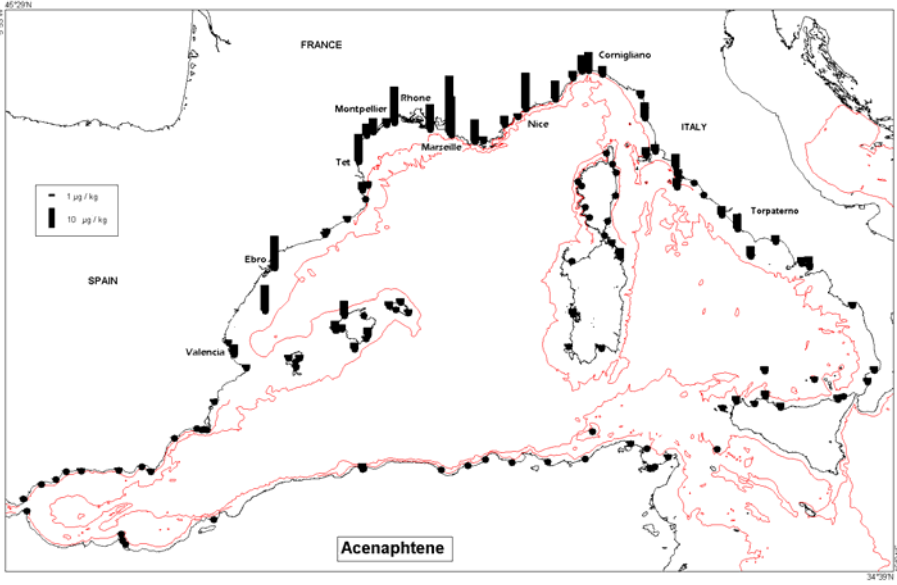 45°29'N
FRANCE
Cornigliano
Rhone
Montpellier
Nice
ITALY
Marseille
Tet
1 µg / kg
10 µg / kg
Torpaterno
Ebro
SPAIN
Valencia
Acenaphtene
34°39'N